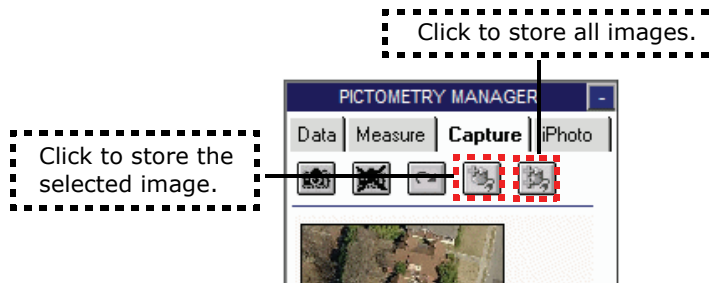 Click to store all images.
PICTOMETRY MANAGER -
Data Measure Capture iPhoto
Click to store the
selected image.